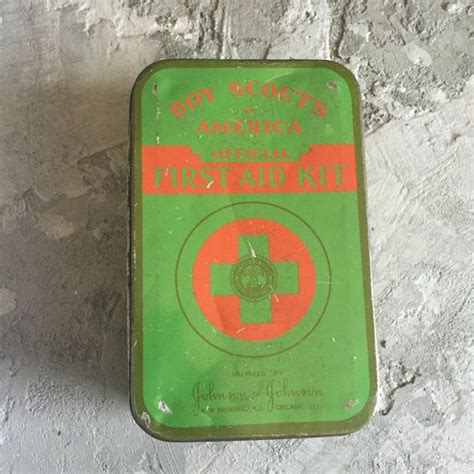 BOY SCOUTS
OF
AMERICA
OFFICIAL
FIRST AID KIT
PREPARED BY
Johnson & Johnson
NEW BRUNSWICK, N.J. CHICAGO, ILL.